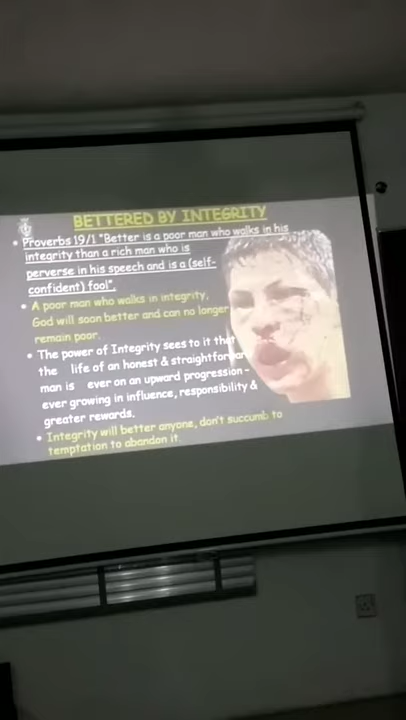 BETTERED BY INTEGRITY
• Proverbs 19/1 "Better is a poor man who walks in his
integrity than a rich man who is
perverse in his speech and is a (self-
confident) fool".
• A poor man who walks in integrity,
God will soon better and can no longer
remain poor.
• The power of Integrity sees to it that
the life of an honest & straightforward
man is ever on an upward progression -
ever growing in influence, responsibility &
greater rewards.
• Integrity will better anyone, don't succumb to
temptation to abandon it